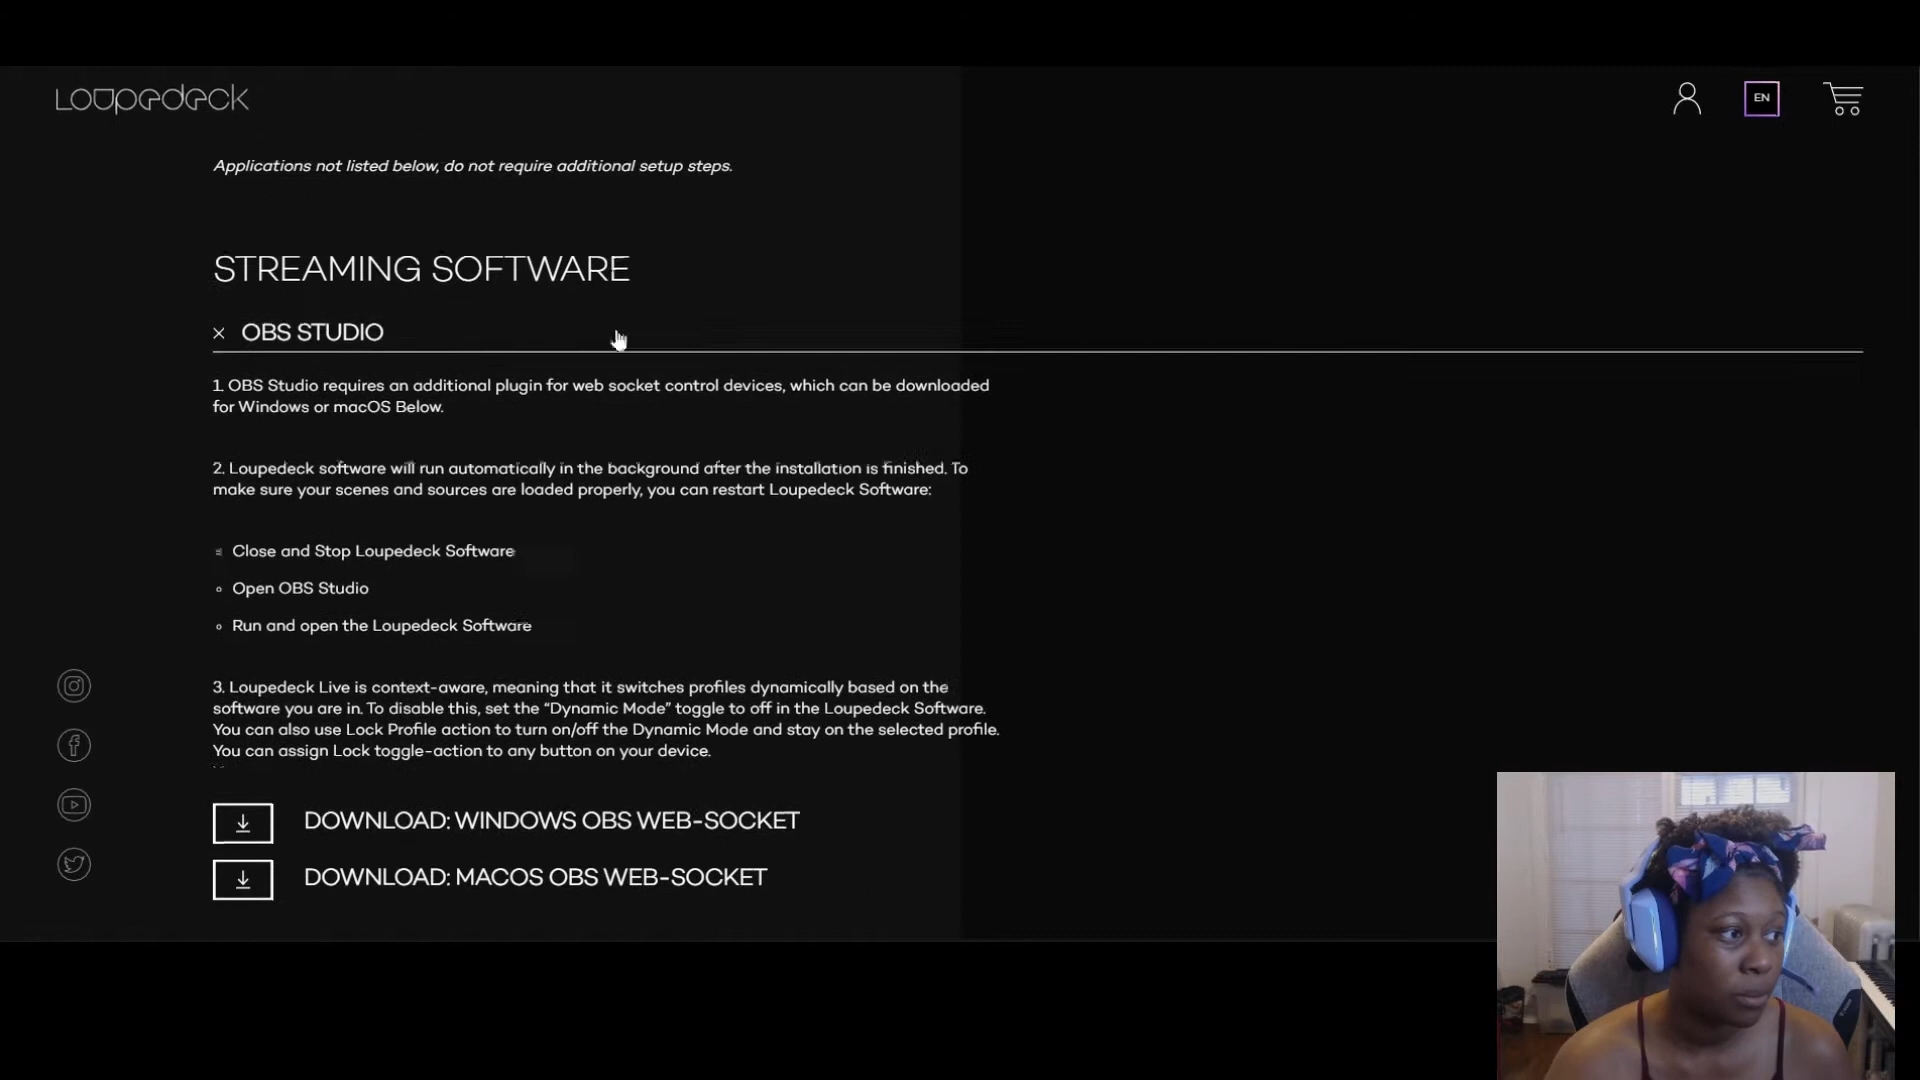 Loupedeck
EN
Applications not listed below, do not require additional setup steps.
STREAMING SOFTWARE
× OBS STUDIO
1. OBS Studio requires an additional plugin for web socket control devices, which can be downloaded
for Windows or macOS Below.
2. Loupedeck software will run automatically in the background after the installation is finished. To
make sure your scenes and sources are loaded properly, you can restart Loupedeck Software:
Close and Stop Loupedeck Software
Open OBS Studio
Run and open the Loupedeck Software
3. Loupedeck Live is context-aware, meaning that it switches profiles dynamically based on the
software you are in. To disable this, set the “Dynamic Mode” toggle to off in the Loupedeck Software.
You can also use Lock Profile action to turn on/off the Dynamic Mode and stay on the selected profile.
You can assign Lock toggle-action to any button on your device.
DOWNLOAD: WINDOWS OBS WEB-SOCKET
DOWNLOAD: MACOS OBS WEB-SOCKET